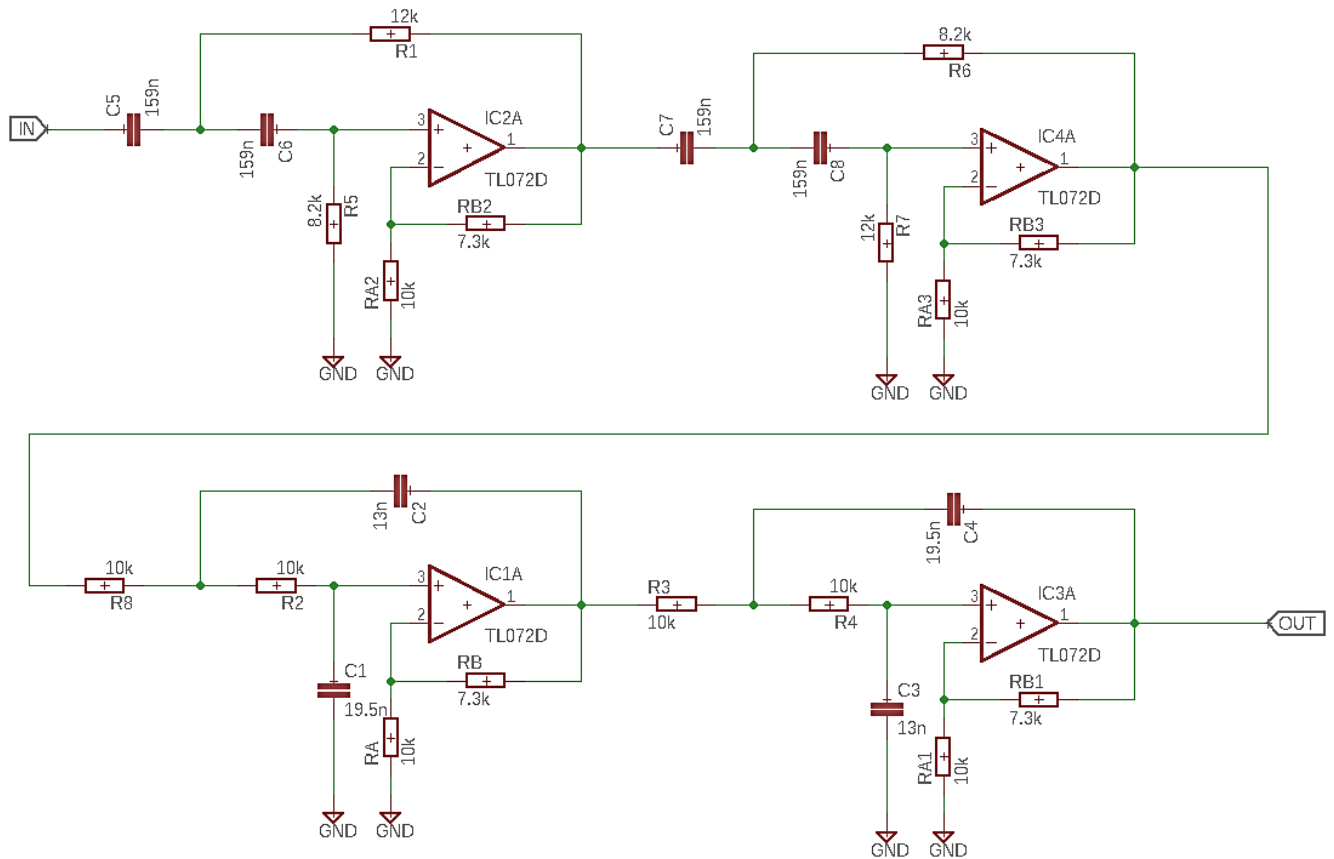 12k
R1
8.2k
R6
IN
C5
159n
159n
C6
3
2
1
IC2A
TL072D
C7
159n
159n
C8
3
2
1
IC4A
TL072D
8.2k
R5
RB2
7.3k
12k
R7
RB3
7.3k
RA2
10k
RA3
10k
GND
GND
GND
GND
13n
C2
19.5n
C4
10k
R8
10k
R2
3
2
1
IC1A
TL072D
R3
10k
10k
R4
3
2
1
IC3A
TL072D
OUT
C1
19.5n
RB
7.3k
C3
13n
RB1
7.3k
RA
10k
RA1
10k
GND
GND
GND
GND